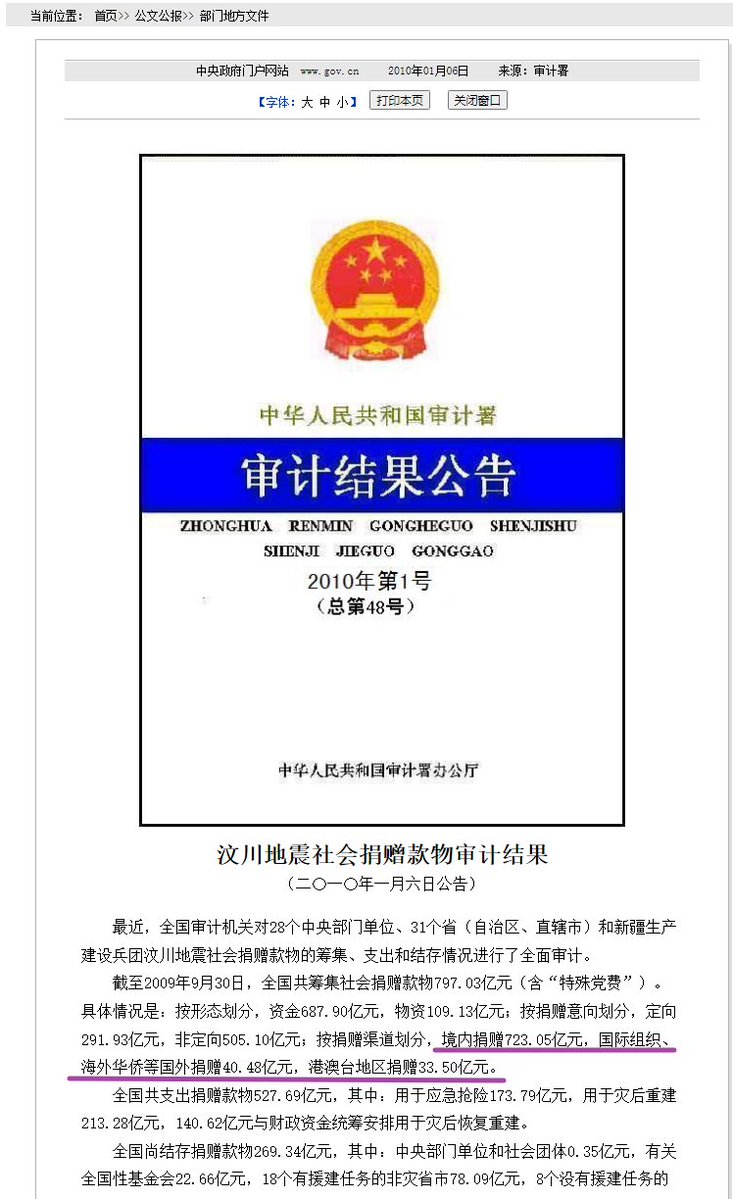 当前位置： 首页>> 公文公报>> 部门地方文件
中央政府门户网站 www.gov.cn 2010年01月06日 来源：审计署
【字体：大 中 小】 打印本页 关闭窗口
中华人民共和国审计署
审计结果公告
ZHONGHUA RENMIN GONGHEGUO SHENJISHU
SHENJI JIEGUO GONGGAO
2010年第1号
（总第48号）
中华人民共和国审计署办公厅
汶川地震社会捐赠款物审计结果
（二○一○年一月六日公告）
最近，全国审计机关对28个中央部门单位、31个省（自治区、直辖市）和新疆生产
建设兵团汶川地震社会捐赠款物的筹集、支出和结存情况进行了全面审计。
截至2009年9月30日，全国共筹集社会捐赠款物797.03亿元（含“特殊党费”）。
具体情况是：按形态划分，资金687.90亿元，物资109.13亿元；按捐赠意向划分，定向
291.93亿元，非定向505.10亿元；按捐赠渠道划分，境内捐赠723.05亿元，国际组织、
海外华侨等国外捐赠40.48亿元，港澳台地区捐赠33.50亿元。
全国共支出捐赠款物527.69亿元，其中：用于应急抢险173.79亿元，用于灾后重建
213.28亿元，140.62亿元与财政资金统筹安排用于灾后恢复重建。
全国尚结存捐赠款物269.34亿元，其中：中央部门单位和社会团体0.35亿元，有关
全国性基金会22.66亿元，18个有援建任务的非灾省市78.09亿元，8个没有援建任务的